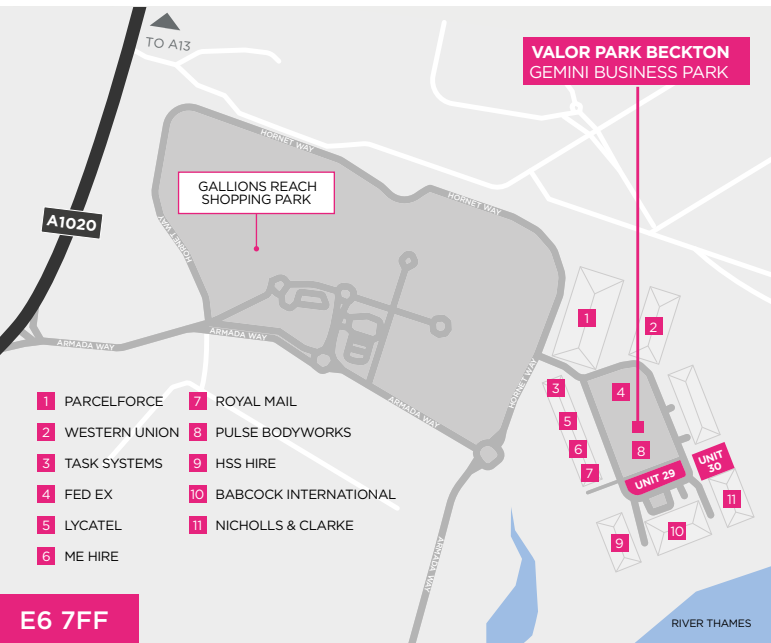 TO A13
VALOR PARK BECKTON
GEMINI BUSINESS PARK
HORNET WAY
GALLIONS REACH
SHOPPING PARK
HORNET WAY
A1020
HORNET WAY
ARMADA WAY
ARMADA WAY
HORNET WAY
ARMADA WAY
ARMADA WAY
1
2
3
4
5
6
7
8
UNIT 29
UNIT
30
11
9
10
1 PARCELFORCE
2 WESTERN UNION
3 TASK SYSTEMS
4 FED EX
5 LYCATEL
6 ME HIRE
7 ROYAL MAIL
8 PULSE BODYWORKS
9 HSS HIRE
10 BABCOCK INTERNATIONAL
11 NICHOLLS & CLARKE
E6 7FF
RIVER THAMES